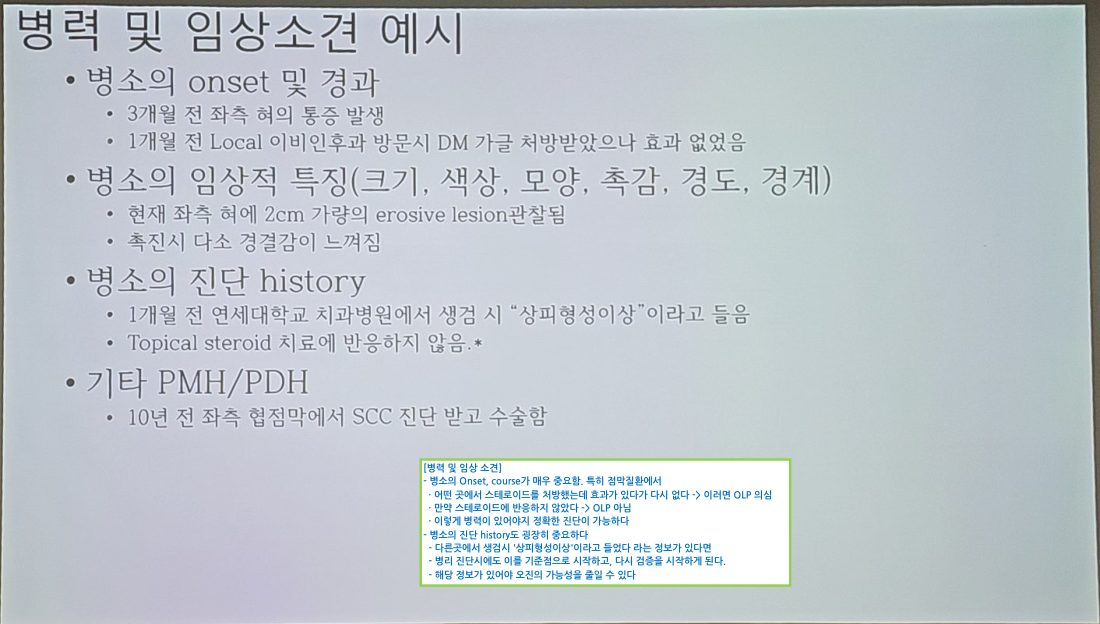 병력 및 임상소견 예시
• 병소의 onset 및 경과
• 3개월 전 좌측 혀의 통증 발생
• 1개월 전 Local 이비인후과 방문시 DM 가글 처방받았으나 효과 없었음
• 병소의 임상적 특징(크기, 색상, 모양, 촉감, 경도, 경계)
• 현재 좌측 혀에 2cm 가량의 erosive lesion관찰됨
• 촉진시 다소 경결감이 느껴짐
• 병소의 진단 history
• 1개월 전 연세대학교 치과병원에서 생검 시 “상피형성이상”이라고 들음
• Topical steroid 치료에 반응하지 않음.*
• 기타 PMH/PDH
• 10년 전 좌측 협점막에서 SCC 진단 받고 수술함
[병력 및 임상 소견]
- 병소의 Onset, course가 매우 중요함. 특히 점막질환에서
· 어떤 곳에서 스테로이드를 처방했는데 효과가 있다가 다시 없다 -> 이러면 OLP 의심
· 만약 스테로이드에 반응하지 않았다 -> OLP 아님
· 이렇게 병력이 있어야지 정확한 진단이 가능하다
- 병소의 진단 history도 굉장히 중요하다
- 다른곳에서 생검시 '상피형성이상'이라고 들었다 라는 정보가 있다면
- 병리 진단시에도 이를 기준점으로 시작하고, 다시 검증을 시작하게 된다.
- 해당 정보가 있어야 오진의 가능성을 줄일 수 있다